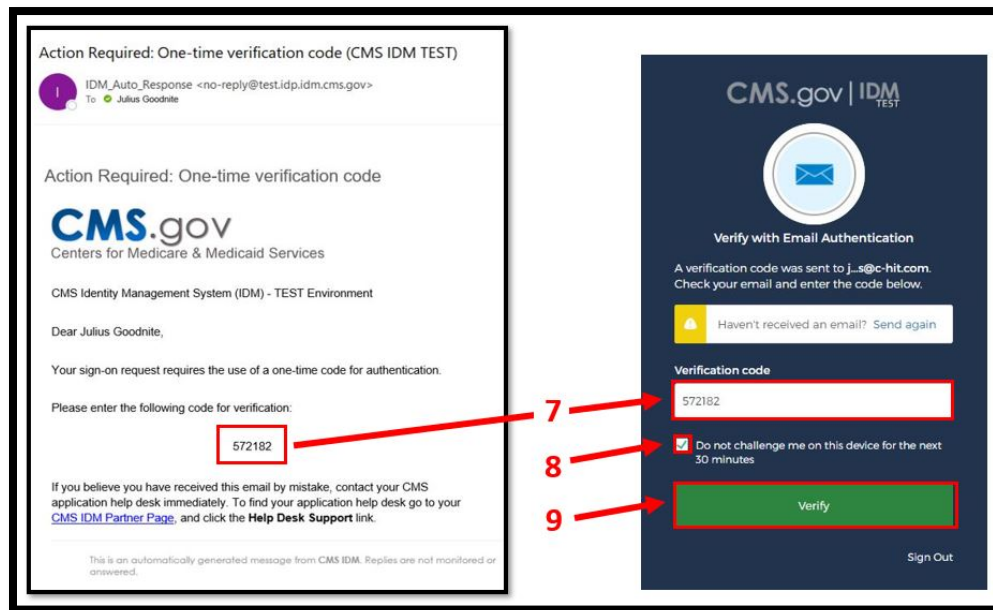 Action Required: One-time verification code (CMS IDM TEST)
I
IDM_Auto_Response <no-reply@test.idp.idm.cms.gov>
To Julius Goodnite
Action Required: One-time verification code
CMS.gov
Centers for Medicare & Medicaid Services
CMS Identity Management System (IDM) - TEST Environment
Dear Julius Goodnite,
Your sign-on request requires the use of a one-time code for authentication.
Please enter the following code for verification:
572182
If you believe you have received this email by mistake, contact your CMS
application help desk immediately. To find your application help desk go to your
CMS IDM Partner Page, and click the Help Desk Support link.
This is an automatically generated message from CMS IDM. Replies are not monitored or
answered.
7
8
9
CMS.gov | IDM
TEST
Verify with Email Authentication
A verification code was sent to j...s@c-hit.com.
Check your email and enter the code below.
Haven't received an email? Send again
Verification code
572182
Do not challenge me on this device for the next
30 minutes
Verify
Sign Out